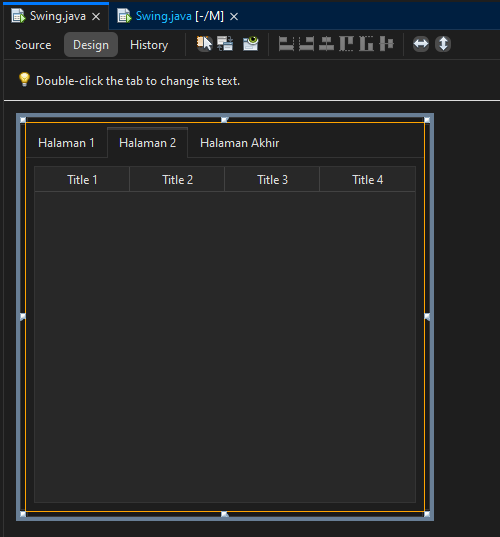 Swing.java Swing.java [-/M]
Source Design History
Double-click the tab to change its text.
Halaman 1 Halaman 2 Halaman Akhir
Title 1 Title 2 Title 3 Title 4